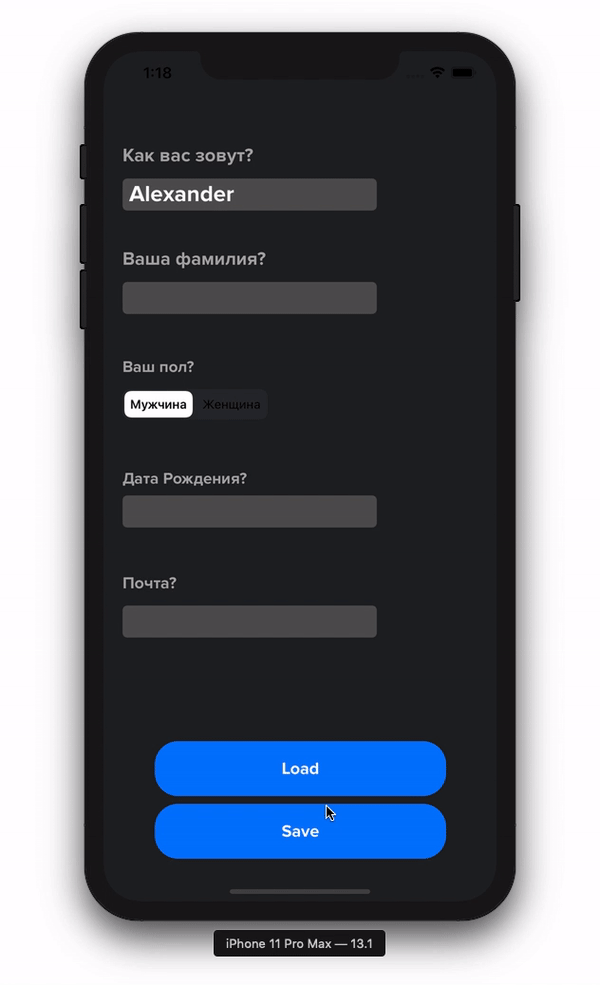 1:18
Как вас зовут?
Alexander
Ваша фамилия?
Ваш пол?
Мужчина Женщина
Дата Рождения?
Почта?
Load
Save
iPhone 11 Pro Max — 13.1